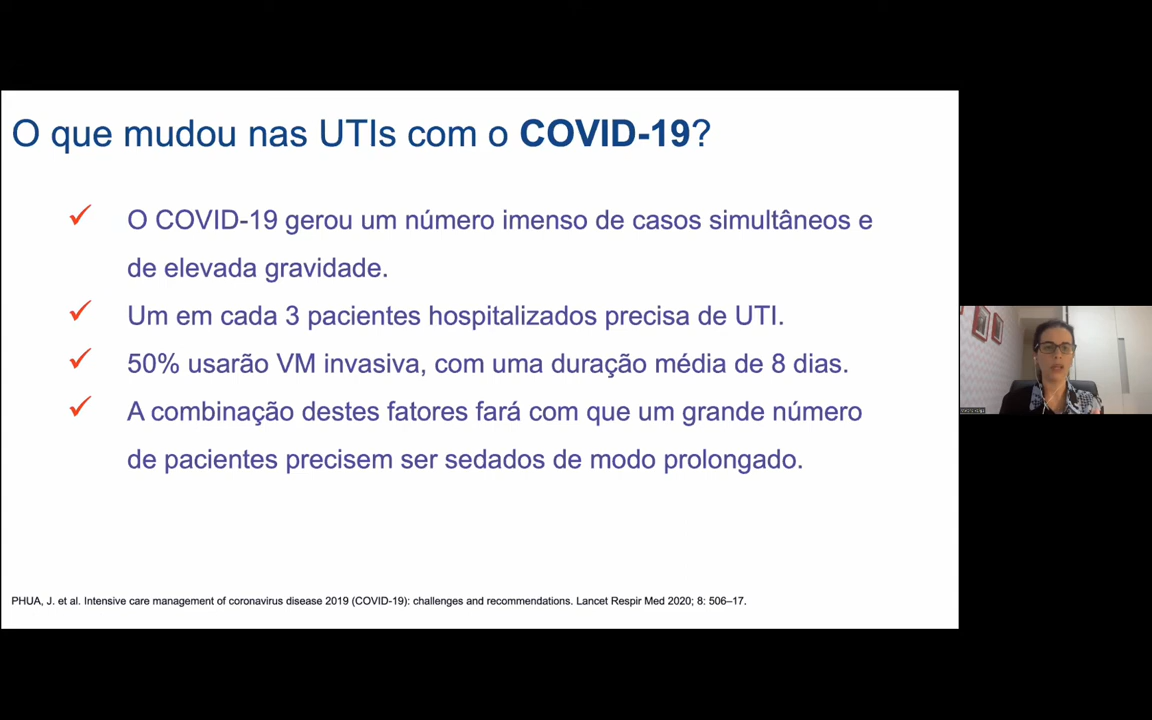 O que mudou nas UTIs com o COVID-19?
✓ O COVID-19 gerou um número imenso de casos simultâneos e
de elevada gravidade.
✓ Um em cada 3 pacientes hospitalizados precisa de UTI.
✓ 50% usarão VM invasiva, com uma duração média de 8 dias.
✓ A combinação destes fatores fará com que um grande número
de pacientes precisem ser sedados de modo prolongado.
PHUA, J. et al. Intensive care management of coronavirus disease 2019 (COVID-19): challenges and recommendations. Lancet Respir Med 2020; 8: 506–17.